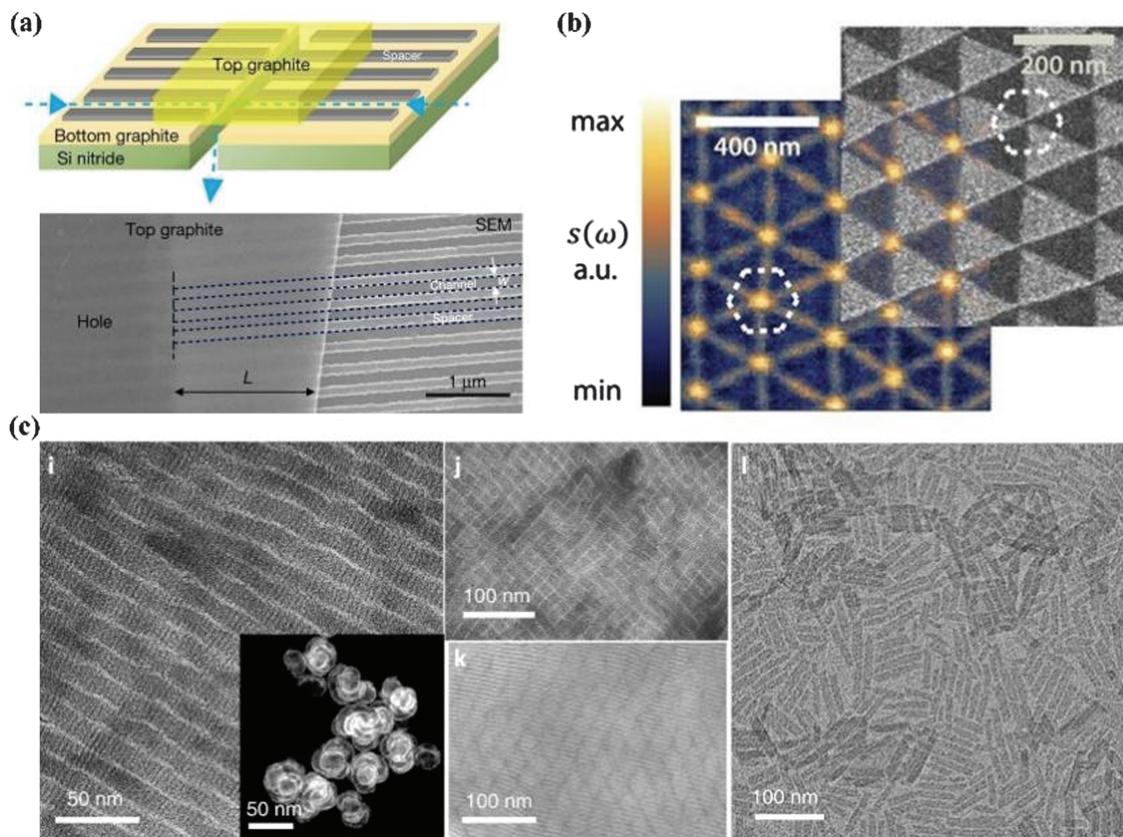 (a)
Top graphite
Spacer
Bottom graphite
Si nitride
Top graphite
SEM
Channel
w
Hole
Spacer
L
1 μm
(b)
200 nm
max
400 nm
s(ω)
a.u.
min
(c)
i
50 nm
50 nm
j
100 nm
k
100 nm
l
100 nm